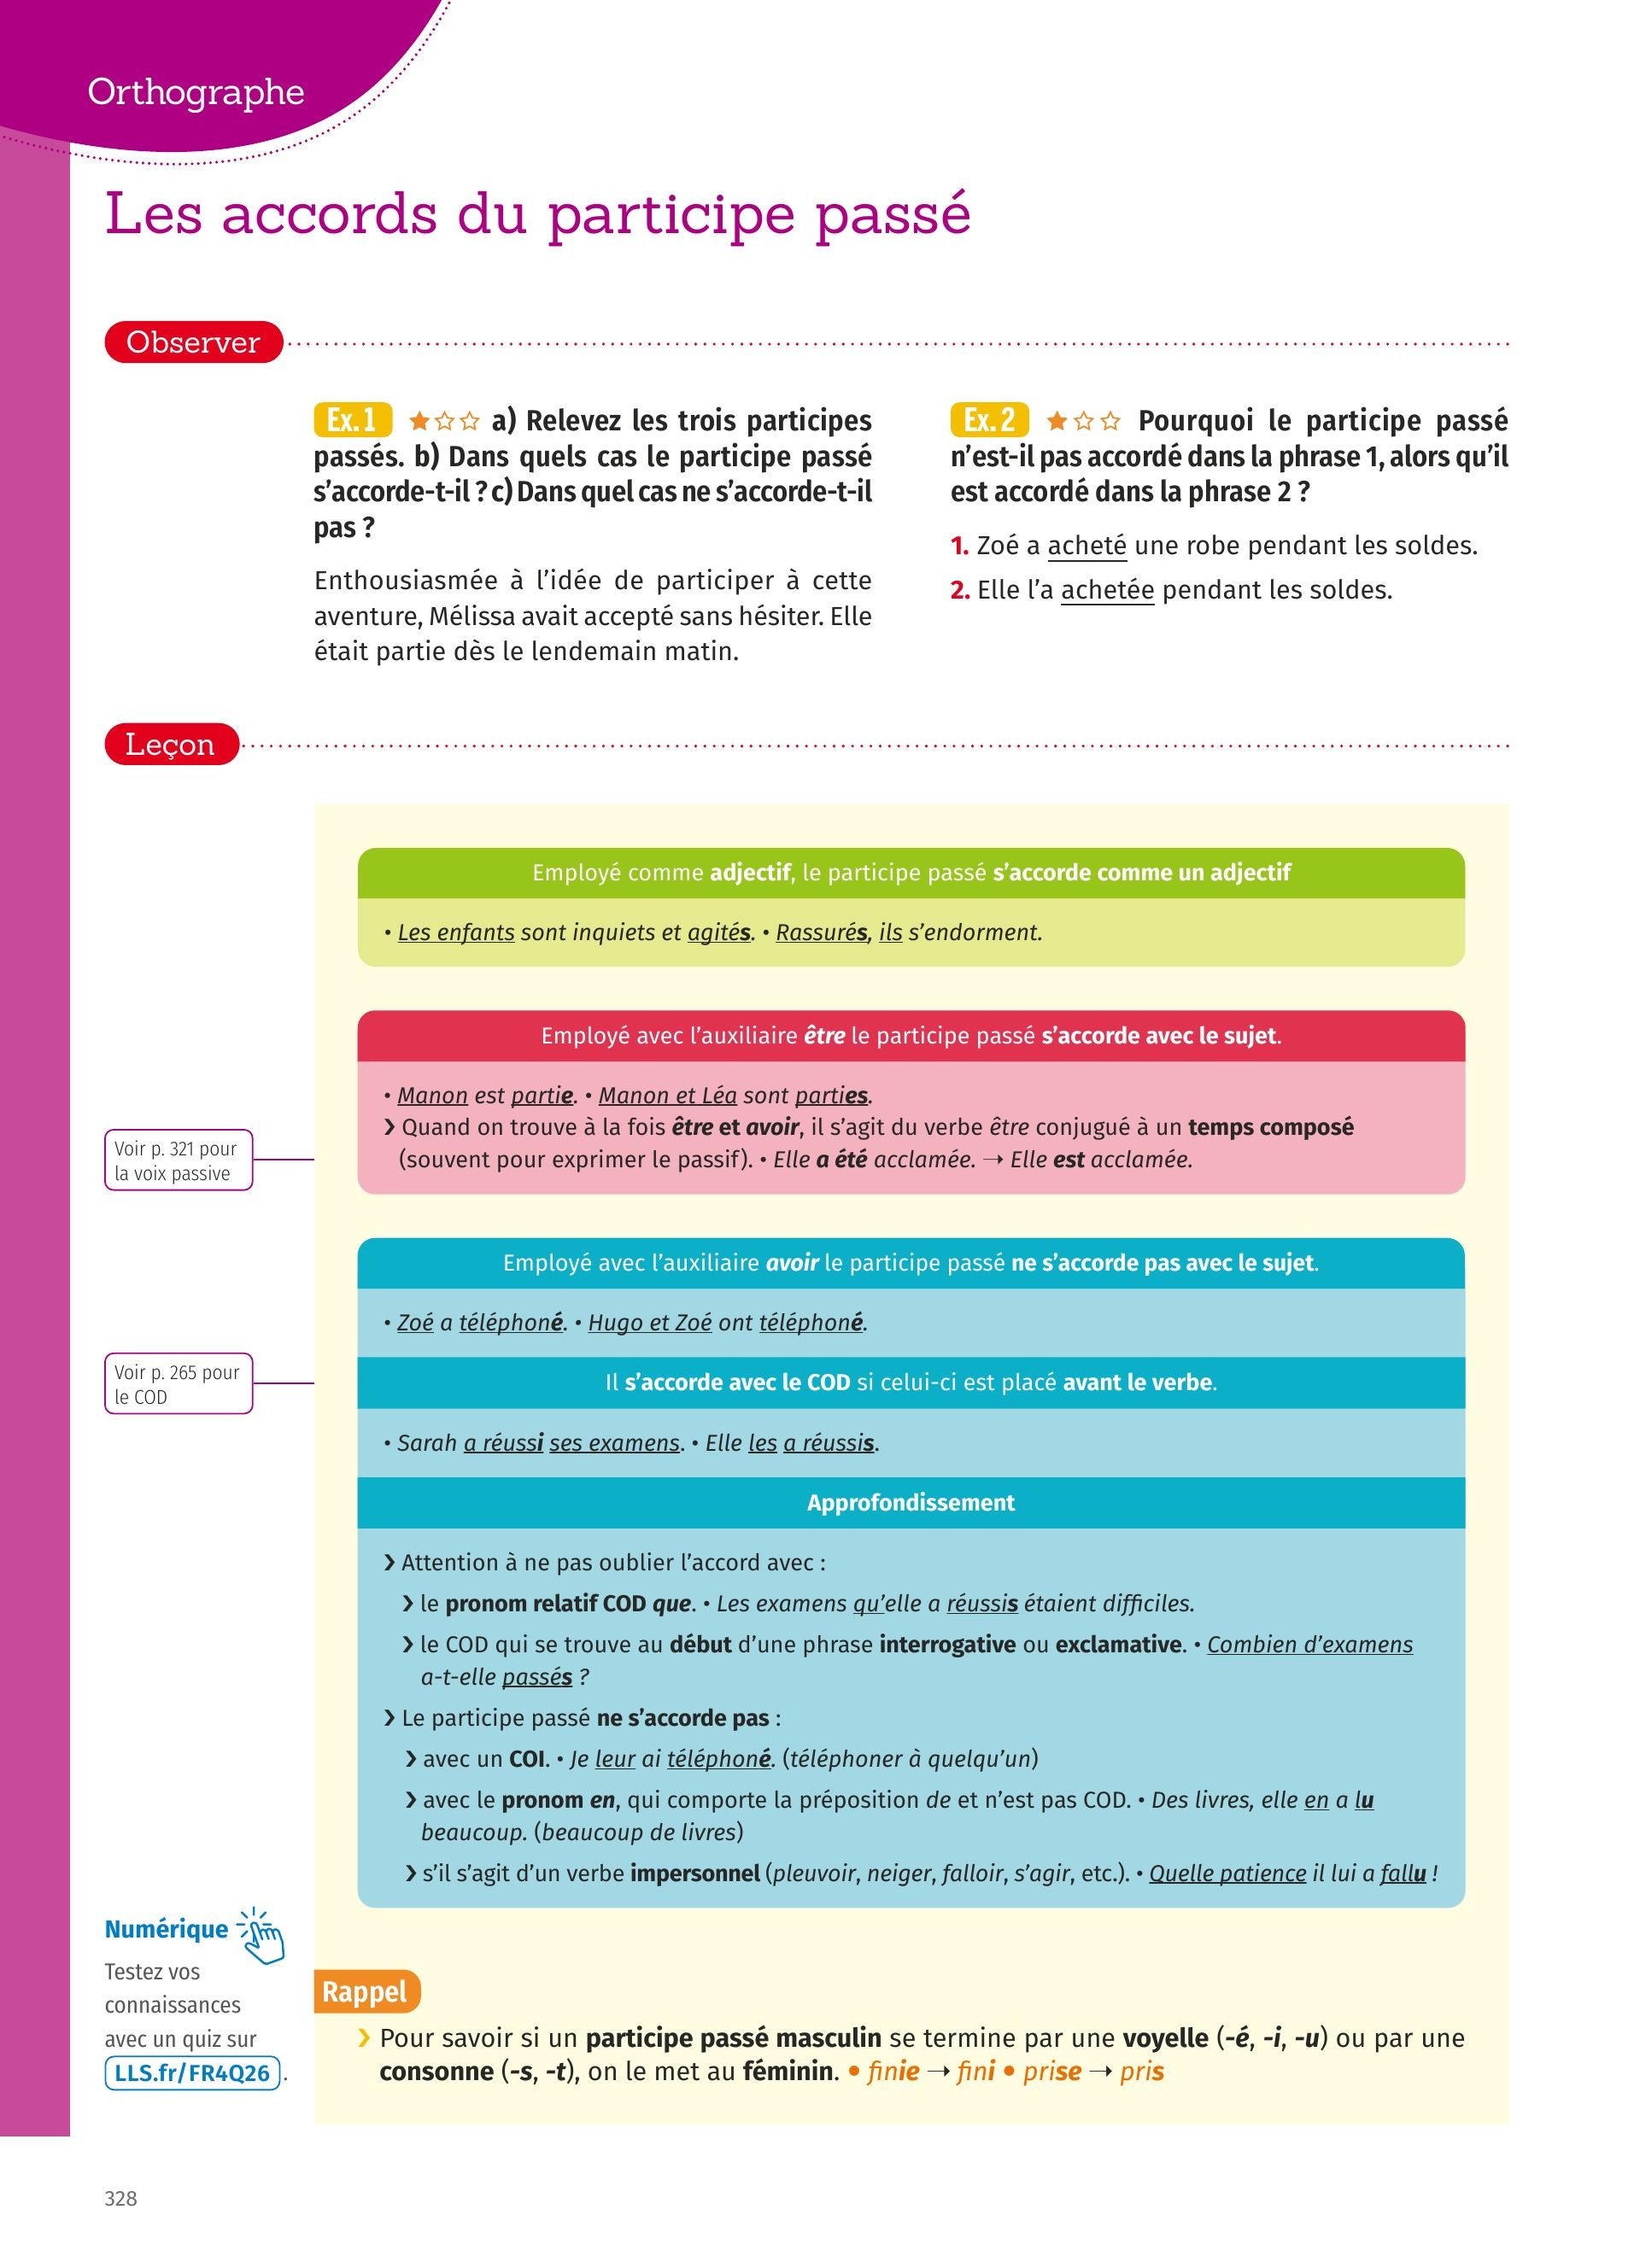 Orthographe
Les accords du participe passé
Observer
Ex. 1 a) Relevez les trois participes
passés. b) Dans quels cas le participe passé
s'accorde-t-il ? c) Dans quel cas ne s'accorde-t-il
pas ?
Enthousiasmée à l'idée de participer à cette
aventure, Mélissa avait accepté sans hésiter. Elle
était partie dès le lendemain matin.
Ex. 2 Pourquoi le participe passé
n'est-il pas accordé dans la phrase 1, alors qu'il
est accordé dans la phrase 2 ?
1. Zoé a acheté une robe pendant les soldes.
2. Elle l'a achetée pendant les soldes.
Leçon
Employé comme adjectif, le participe passé s'accorde comme un adjectif
• Les enfants sont inquiets et agités. • Rassurés, ils s'endorment.
Employé avec l'auxiliaire être le participe passé s'accorde avec le sujet.
• Manon est partie. • Manon et Léa sont parties.
❯ Quand on trouve à la fois être et avoir, il s'agit du verbe être conjugué à un temps composé
(souvent pour exprimer le passif). • Elle a été acclamée. → Elle est acclamée.
Voir p. 321 pour
la voix passive
Employé avec l'auxiliaire avoir le participe passé ne s'accorde pas avec le sujet.
• Zoé a téléphoné. • Hugo et Zoé ont téléphoné.
Il s'accorde avec le COD si celui-ci est placé avant le verbe.
Voir p. 265 pour
le COD
• Sarah a réussi ses examens. • Elle les a réussis.
Approfondissement
❯ Attention à ne pas oublier l'accord avec :
❯ le pronom relatif COD que. • Les examens qu'elle a réussis étaient difficiles.
❯ le COD qui se trouve au début d'une phrase interrogative ou exclamative. • Combien d'examens
a-t-elle passés ?
❯ Le participe passé ne s'accorde pas :
❯ avec un COI. • Je leur ai téléphoné. (téléphoner à quelqu'un)
❯ avec le pronom en, qui comporte la préposition de et n'est pas COD. • Des livres, elle en a lu
beaucoup. (beaucoup de livres)
❯ s'il s'agit d'un verbe impersonnel (pleuvoir, neiger, falloir, s'agir, etc.). • Quelle patience il lui a fallu !
Numérique
Testez vos
connaissances
avec un quiz sur
LLS.fr/FR4Q26.
Rappel
❯ Pour savoir si un participe passé masculin se termine par une voyelle (-é, -i, -u) ou par une
consonne (-s, -t), on le met au féminin. • finie → fini • prise → pris
328